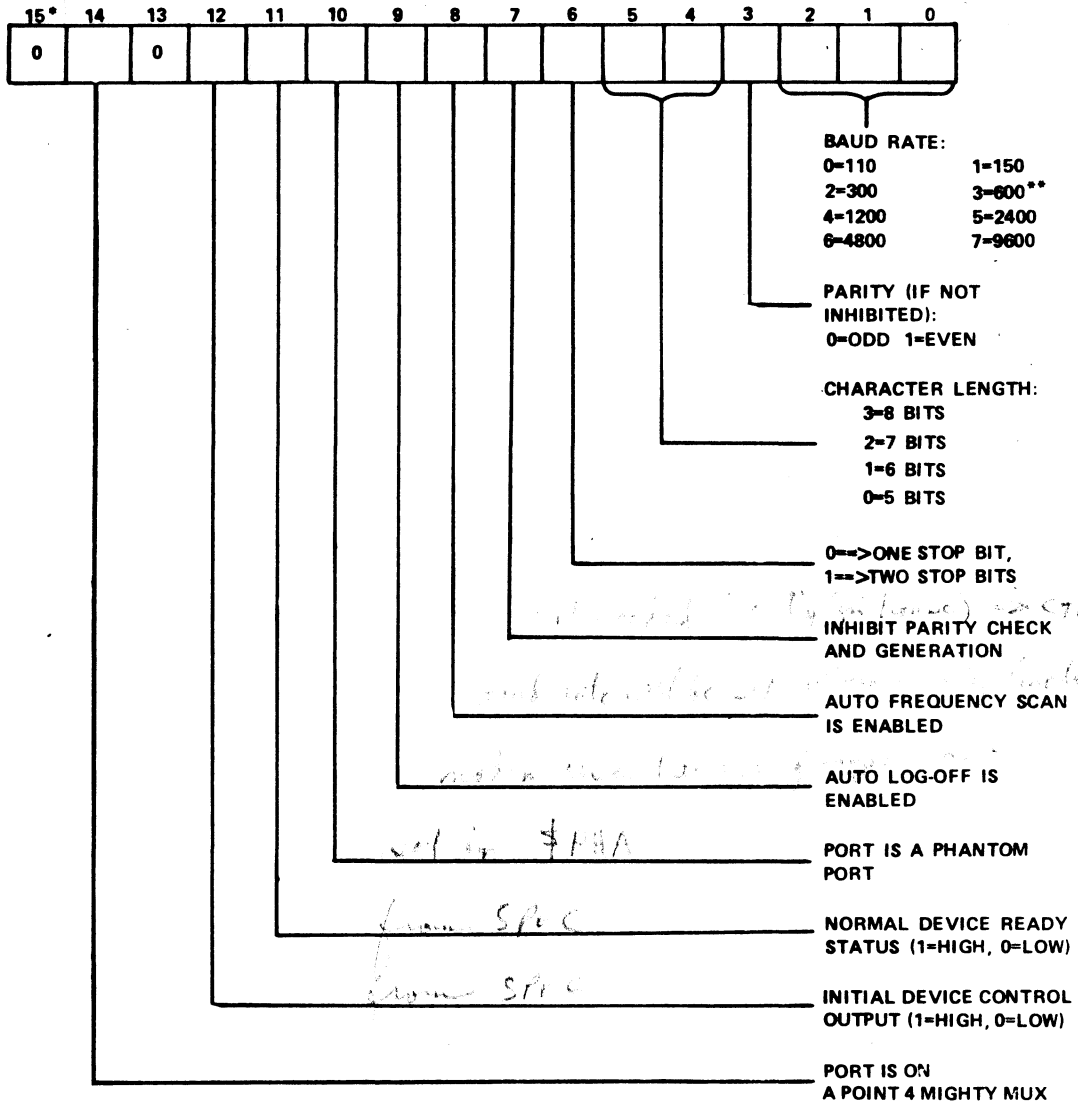 15* 14 13 12 11 10 9 8 7 6 5 4 3 2 1 0
0 0
BAUD RATE:
0=110 1=150
2=300 3=600**
4=1200 5=2400
6=4800 7=9600
PARITY (IF NOT
INHIBITED):
0=ODD 1=EVEN
CHARACTER LENGTH:
3=8 BITS
2=7 BITS
1=6 BITS
0=5 BITS
0==>ONE STOP BIT,
1==>TWO STOP BITS
INHIBIT PARITY CHECK
AND GENERATION
AUTO FREQUENCY SCAN
IS ENABLED
AUTO LOG-OFF IS
ENABLED
in
PORT IS A PHANTOM
PORT
from
NORMAL DEVICE READY
STATUS (1=HIGH, 0=LOW)
from
INITIAL DEVICE CONTROL
OUTPUT (1=HIGH, 0=LOW)
PORT IS ON
A POINT 4 MIGHTY MUX